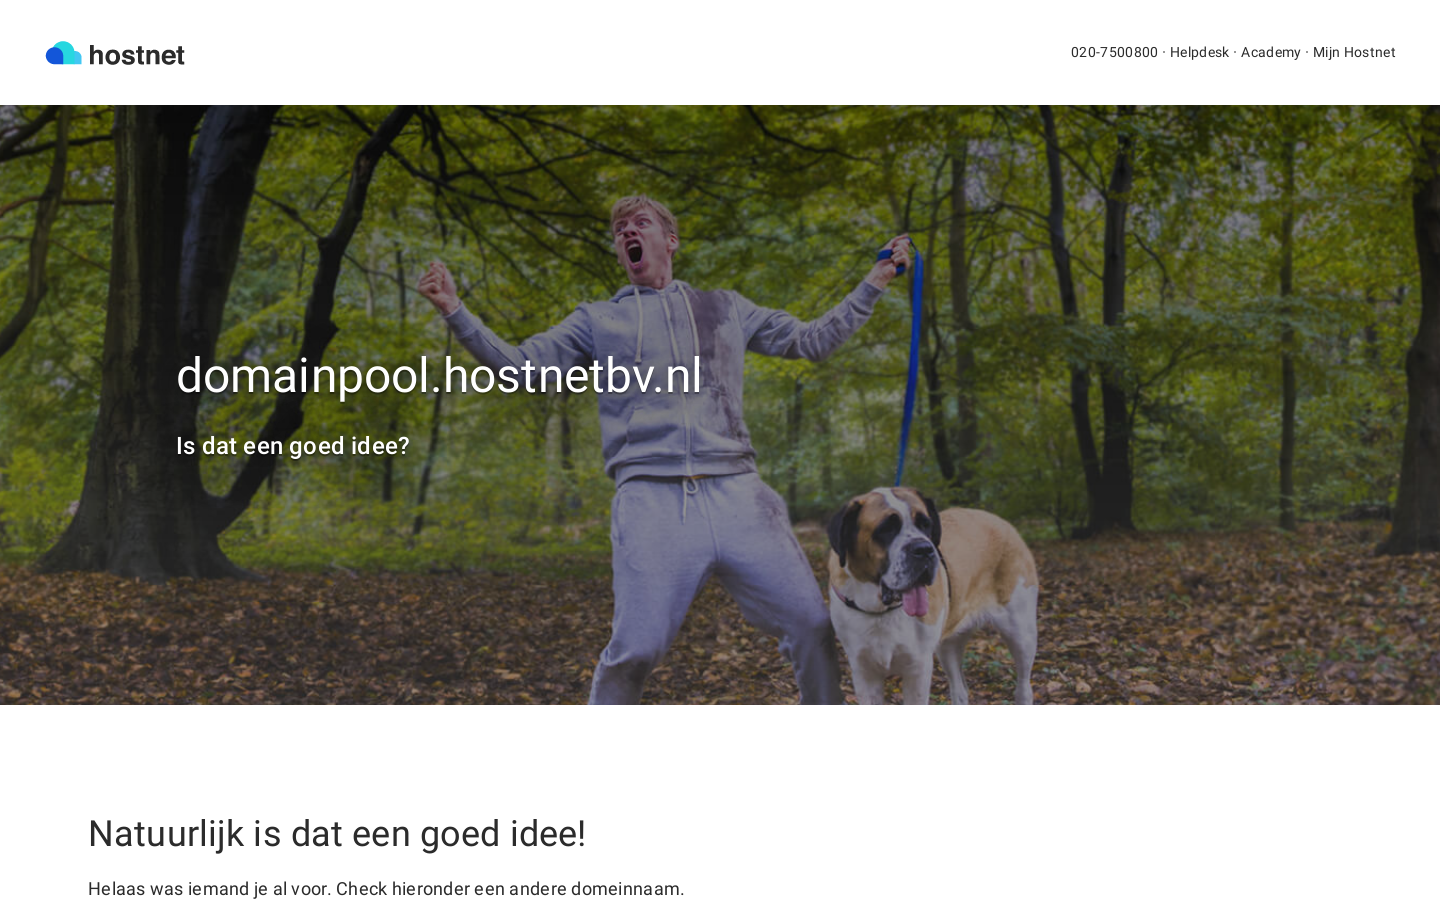 hostnet
020-7500800 · Helpdesk · Academy · Mijn Hostnet
domainpool.hostnetbv.nl
Is dat een goed idee?
Natuurlijk is dat een goed idee!
Helaas was iemand je al voor. Check hieronder een andere domeinnaam.